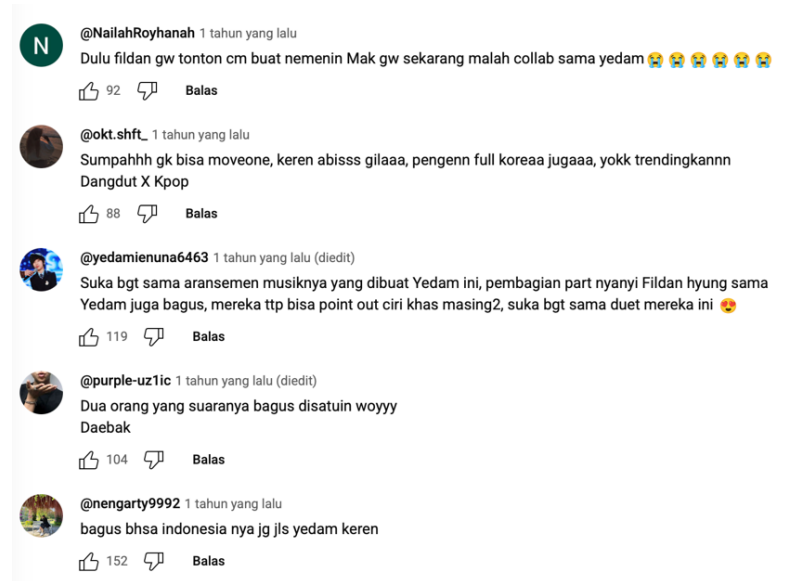 N
@NailahRoyhanah 1 tahun yang lalu
Dulu fildan gw tonton cm buat nemenin Mak gw sekarang malah collab sama yedam😭😭😭😭😭😭
92 Balas
@okt.shft_ 1 tahun yang lalu
Sumpahhh gk bisa moveone, keren abisss gilaaa, pengenn full koreaa jugaaa, yokk trendingkannn
Dangdut X Kpop
88 Balas
@yedamienuna6463 1 tahun yang lalu (diedit)
Suka bgt sama aransemen musiknya yang dibuat Yedam ini, pembagian part nyanyi Fildan hyung sama
Yedam juga bagus, mereka ttp bisa point out ciri khas masing2, suka bgt sama duet mereka ini 😍
119 Balas
@purple-uz1ic 1 tahun yang lalu (diedit)
Dua orang yang suaranya bagus disatuin woyyy
Daebak
104 Balas
@nengarty9992 1 tahun yang lalu
bagus bhsa indonesia nya jg jls yedam keren
152 Balas